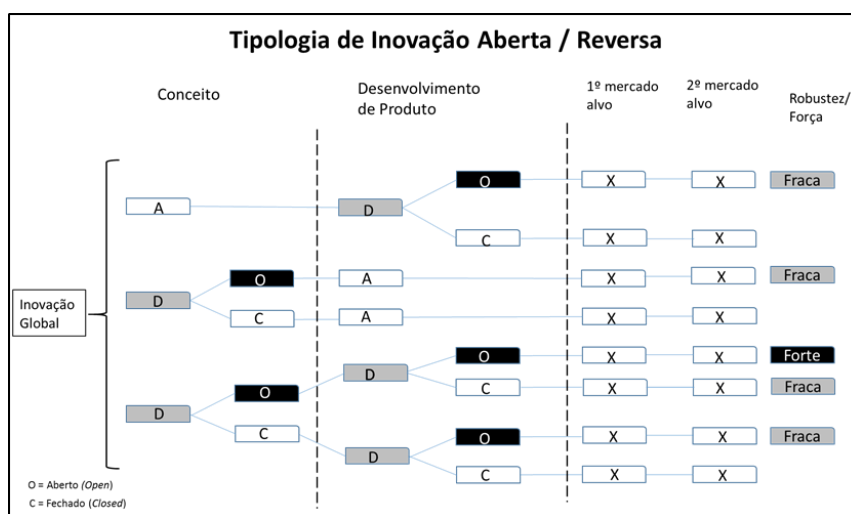 Tipologia de Inovação Aberta / Reversa
Conceito
Desenvolvimento
de Produto
1º mercado
alvo
2º mercado
alvo
Robustez/
Força
O X X Fraca
A D
C X X
O A X X Fraca
D
Inovação
Global
C A X X
O X X Forte
D
O C X X Fraca
D
C O X X Fraca
D
C X X
O = Aberto (Open)
C = Fechado (Closed)